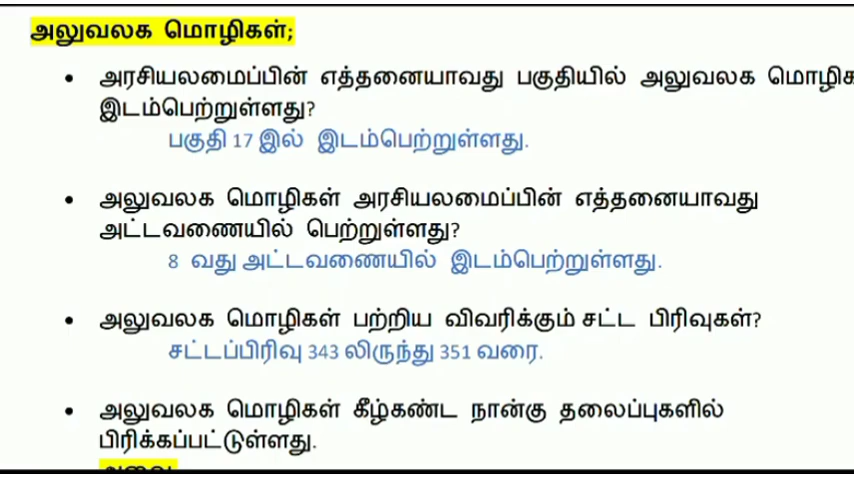 அலுவலக மொழிகள்;
• அரசியலமைப்பின் எத்தனையாவது பகுதியில் அலுவலக
இடம்பெற்றுள்ளது?
பகுதி 17 இல் இடம்பெற்றுள்ளது.
• அலுவலக மொழிகள் அரசியலமைப்பின் எத்தனையாவது
அட்டவணையில் பெற்றுள்ளது?
8 வது அட்டவணையில் இடம்பெற்றுள்ளது.
• அலுவலக மொழிகள் பற்றிய விவரிக்கும் சட்ட பிரிவுகள்?
சட்டப்பிரிவு 343 லிருந்து 351 வரை.
• அலுவலக மொழிகள் கீழ்கண்ட நான்கு தலைப்புகளில்
பிரிக்கப்பட்டுள்ளது.